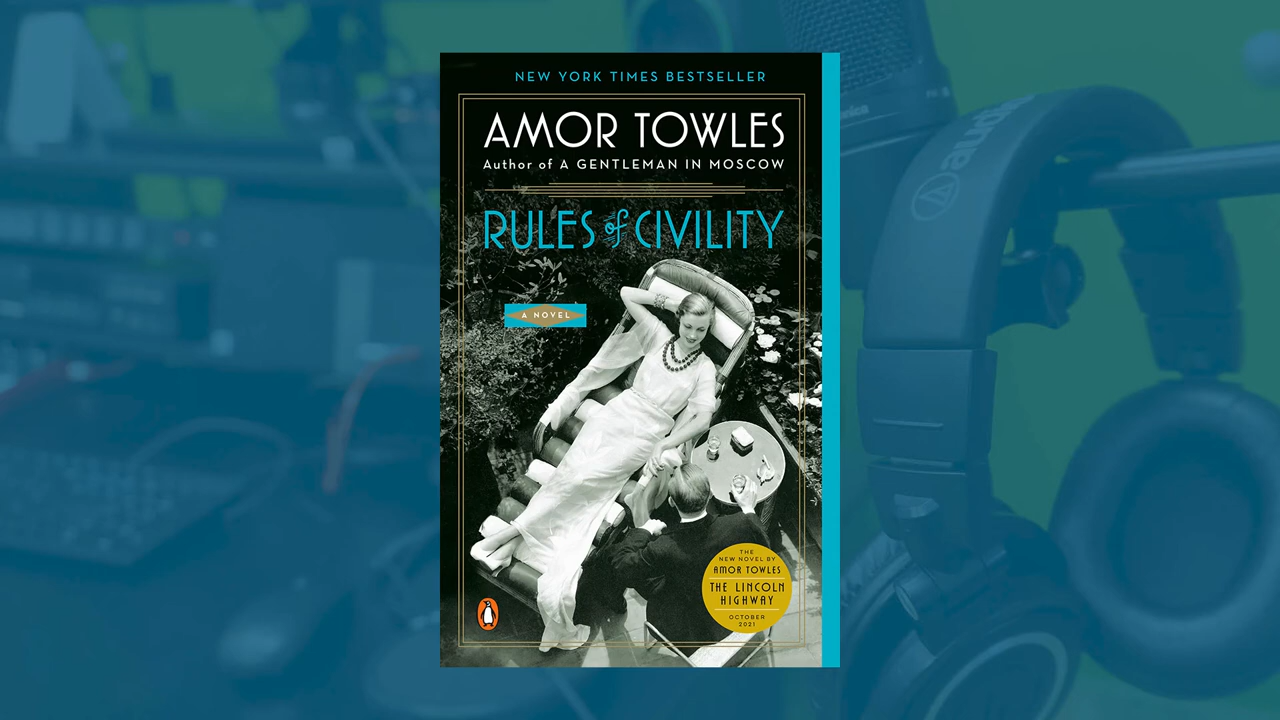 NEW YORK TIMES BESTSELLER
AMOR TOWLES
Author of A GENTLEMAN IN MOSCOW
RULES of CIVILITY
A NOVEL
THE
NEW NOVEL BY
AMOR TOWLES
THE LINCOLN
HIGHWAY
OCTOBER
2021